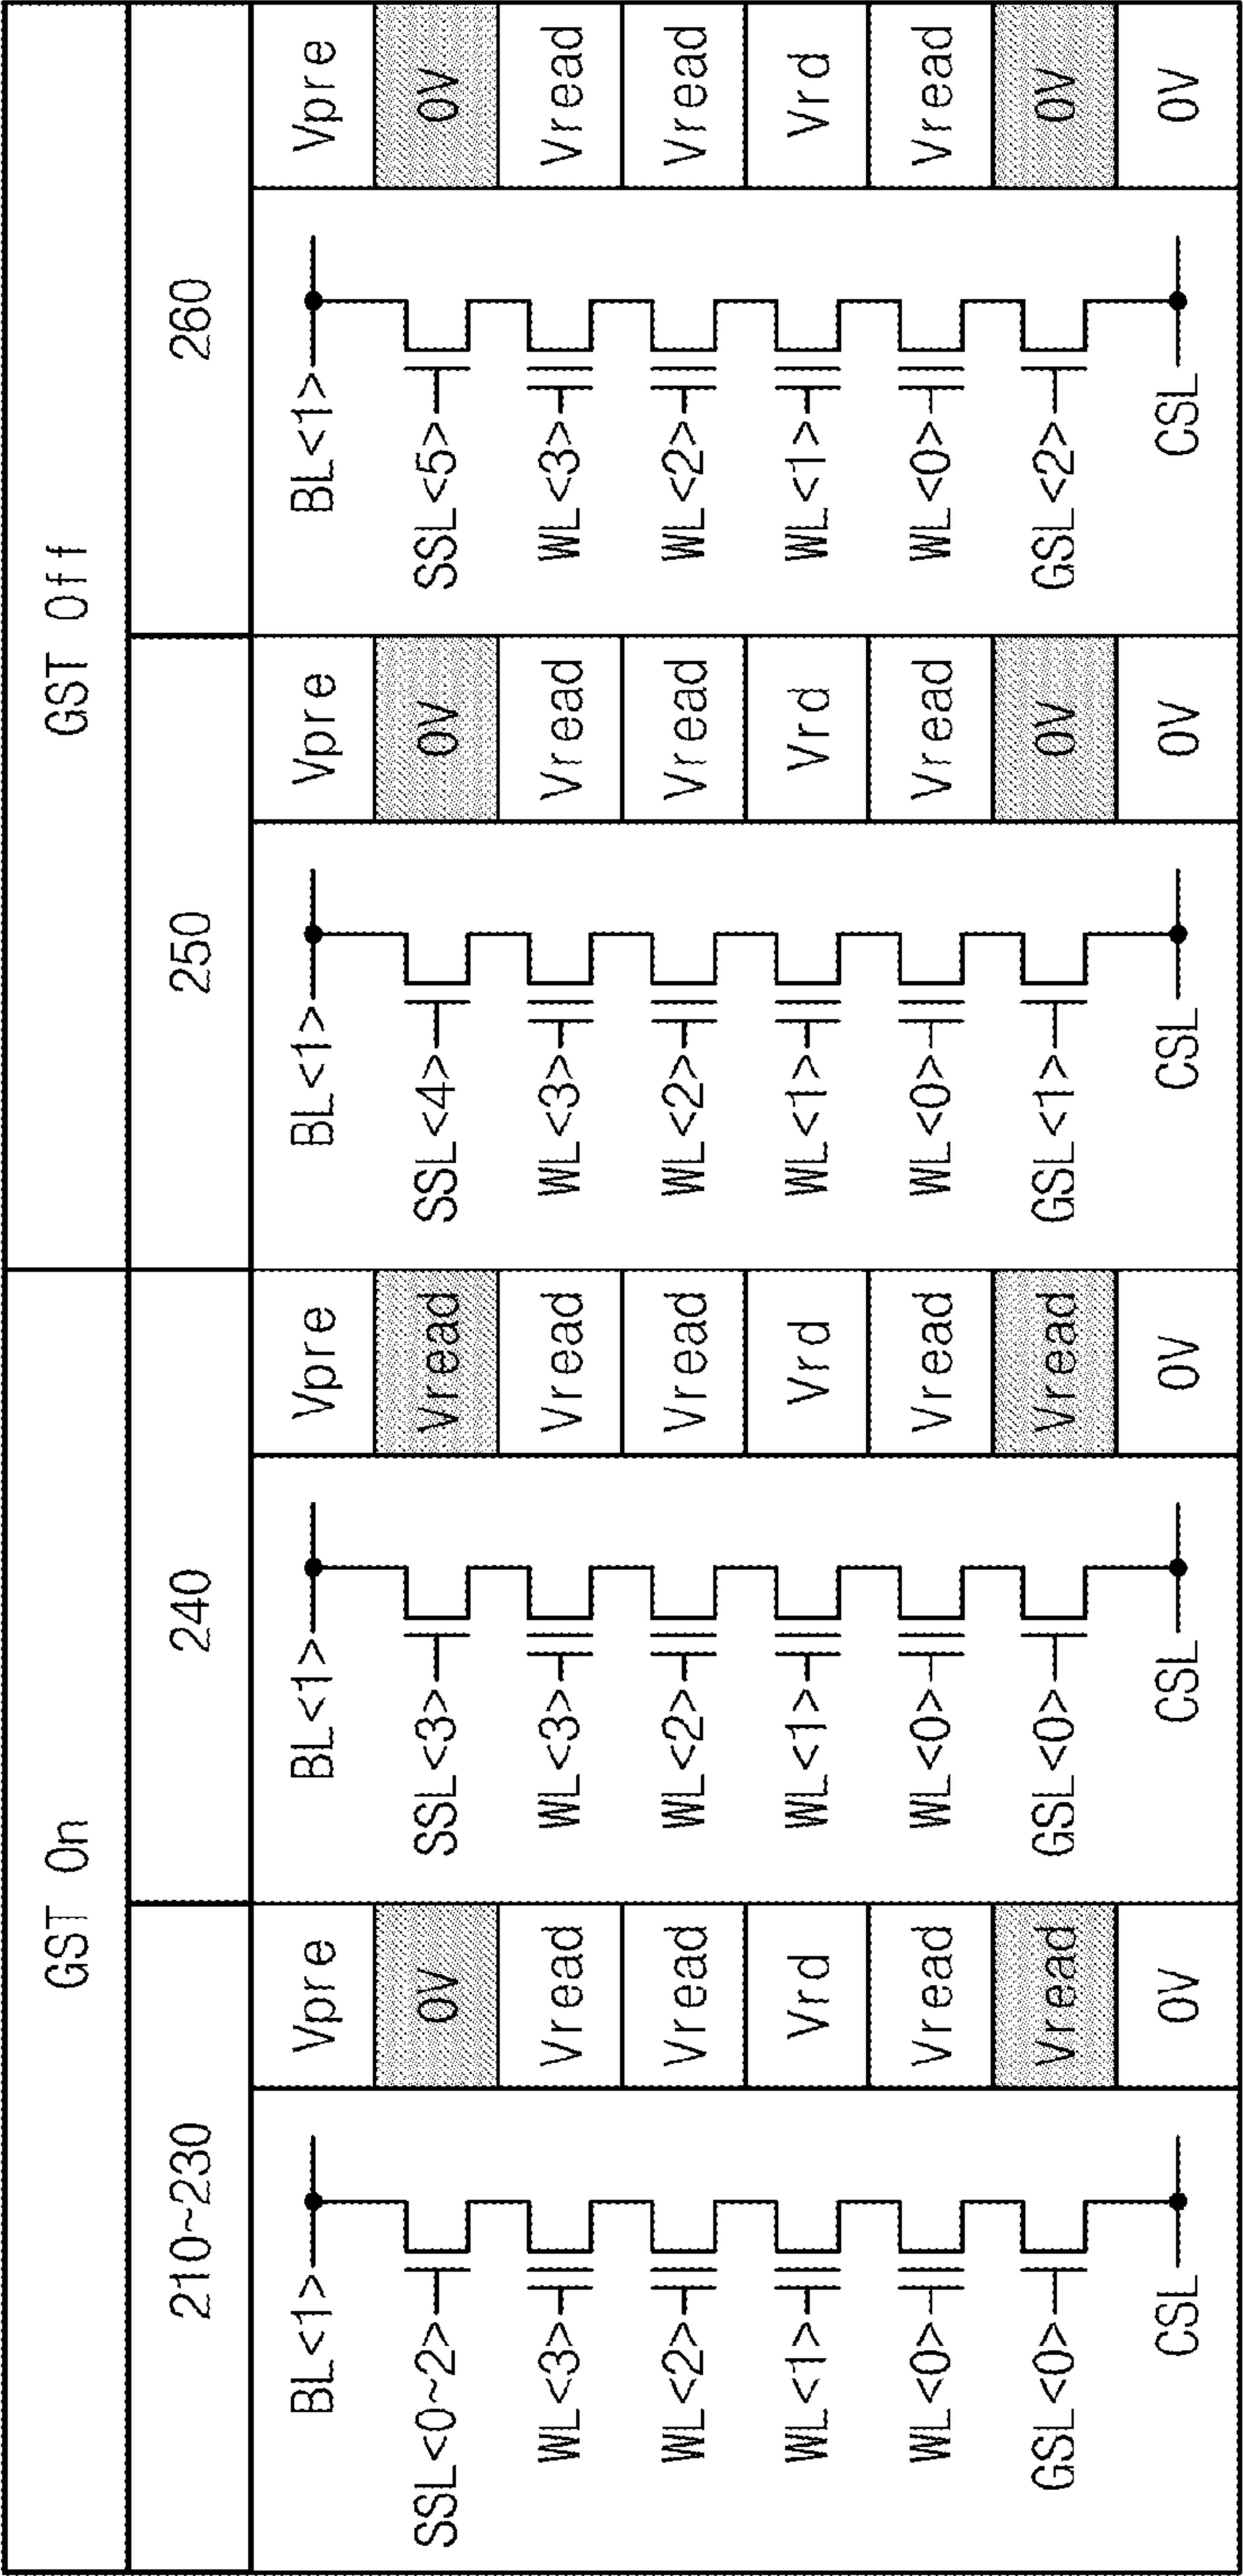 GST On
GST Off
210~230
240
250
260
BL<1>
Vpre
BL<1>
Vpre
BL<1>
Vpre
BL<1>
Vpre
SSL<0~2>
0V
SSL<3>
Vread
SSL<4>
0V
SSL<5>
0V
WL<3>
Vread
WL<3>
Vread
WL<3>
Vread
WL<3>
Vread
WL<2>
Vread
WL<2>
Vread
WL<2>
Vread
WL<2>
Vread
WL<1>
Vrd
WL<1>
Vrd
WL<1>
Vrd
WL<1>
Vrd
WL<0>
Vread
WL<0>
Vread
WL<0>
Vread
WL<0>
Vread
GSL<0>
Vread
GSL<0>
Vread
GSL<1>
0V
GSL<2>
0V
CSL
0V
CSL
0V
CSL
0V
CSL
0V